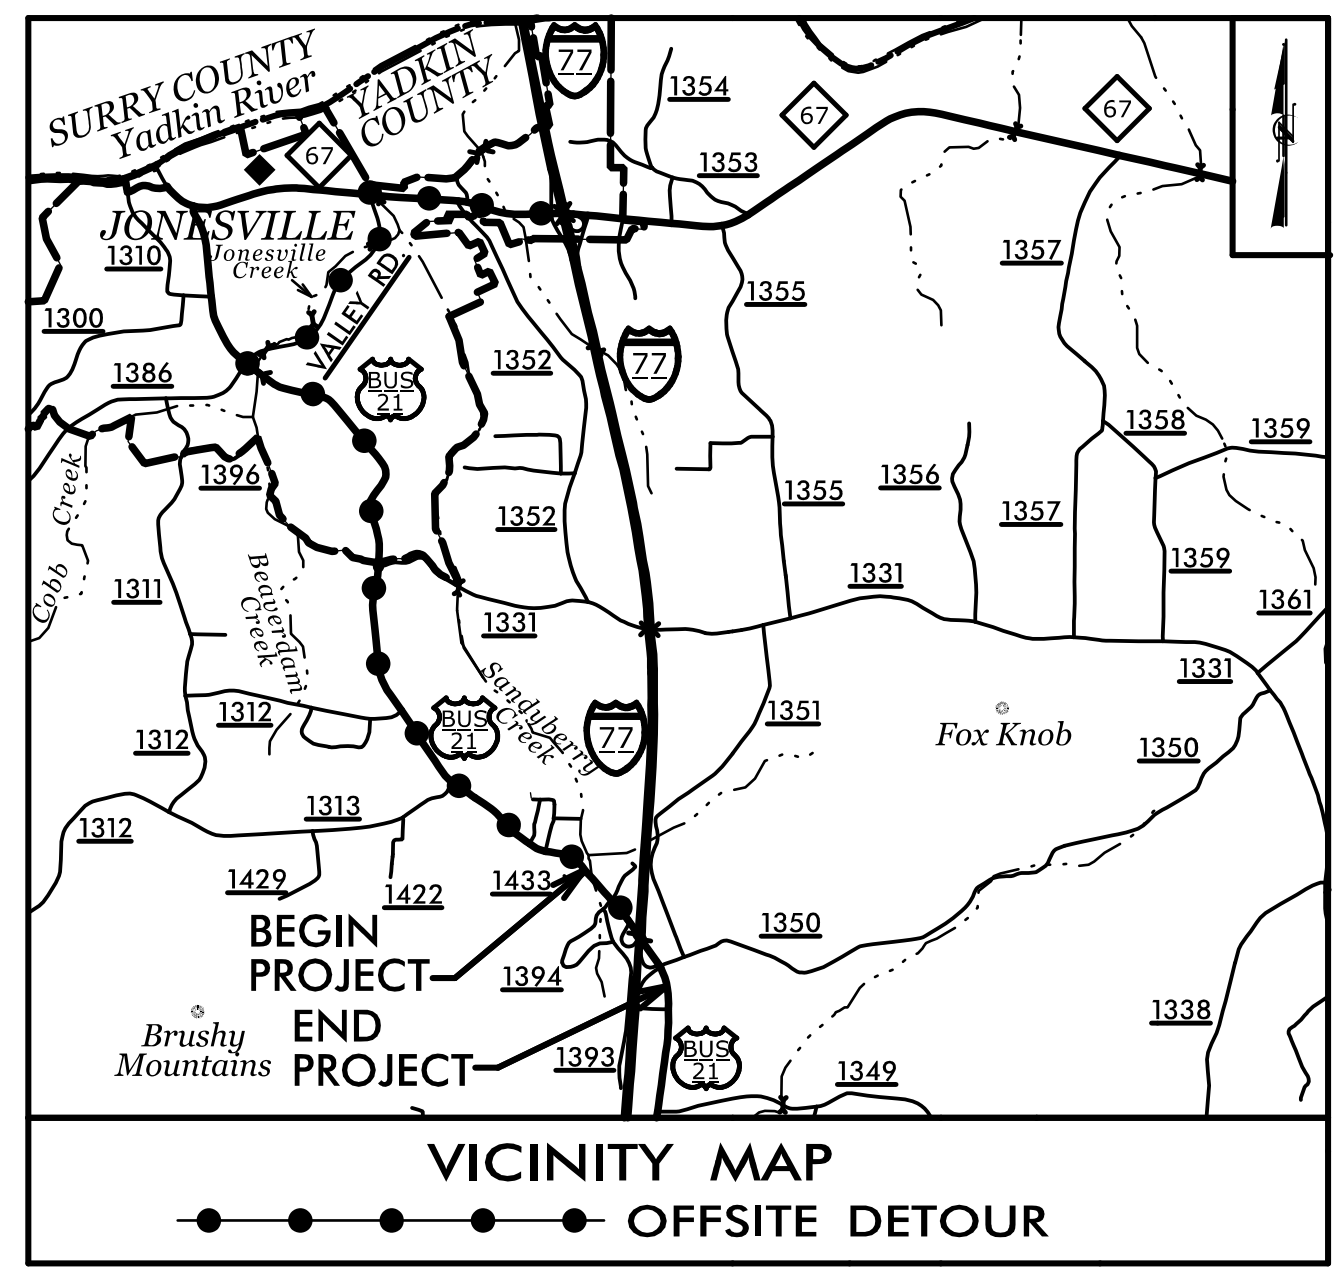 SURRY COUNTY
Yadkin River
YADKIN
COUNTY
77
1354
67
67
67
1353
N
JONESVILLE
Jonesville
Creek
1310
1357
1300
VALLEY RD.
1355
77
1386
1352
BUS
21
1358
1359
1396
Creek
Cobb
1356
1355
1352
1357
1311
Beaverdam
Creek
1331
1359
1361
1331
1331
Sandyberry
Creek
1312
BUS
21
77
1351
Fox Knob
1312
1350
1312
1313
1429
1422
1433
BEGIN
PROJECT
1350
1394
1338
Brushy
Mountains
END
PROJECT
1393
BUS
21
1349
VICINITY MAP
OFFSITE DETOUR